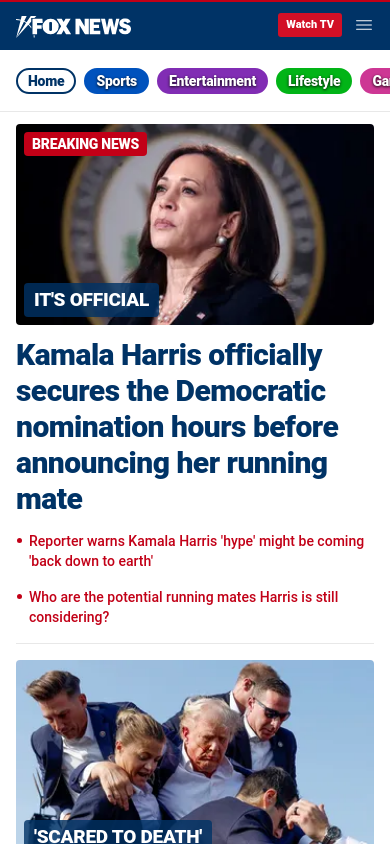 FOX NEWS
Watch TV
Home
Sports
Entertainment
Lifestyle
BREAKING NEWS
IT'S OFFICIAL
Kamala Harris officially
secures the Democratic
nomination hours before
announcing her running
mate
• Reporter warns Kamala Harris 'hype' might be coming
'back down to earth'
• Who are the potential running mates Harris is still
considering?
'SCARED TO DEATH'